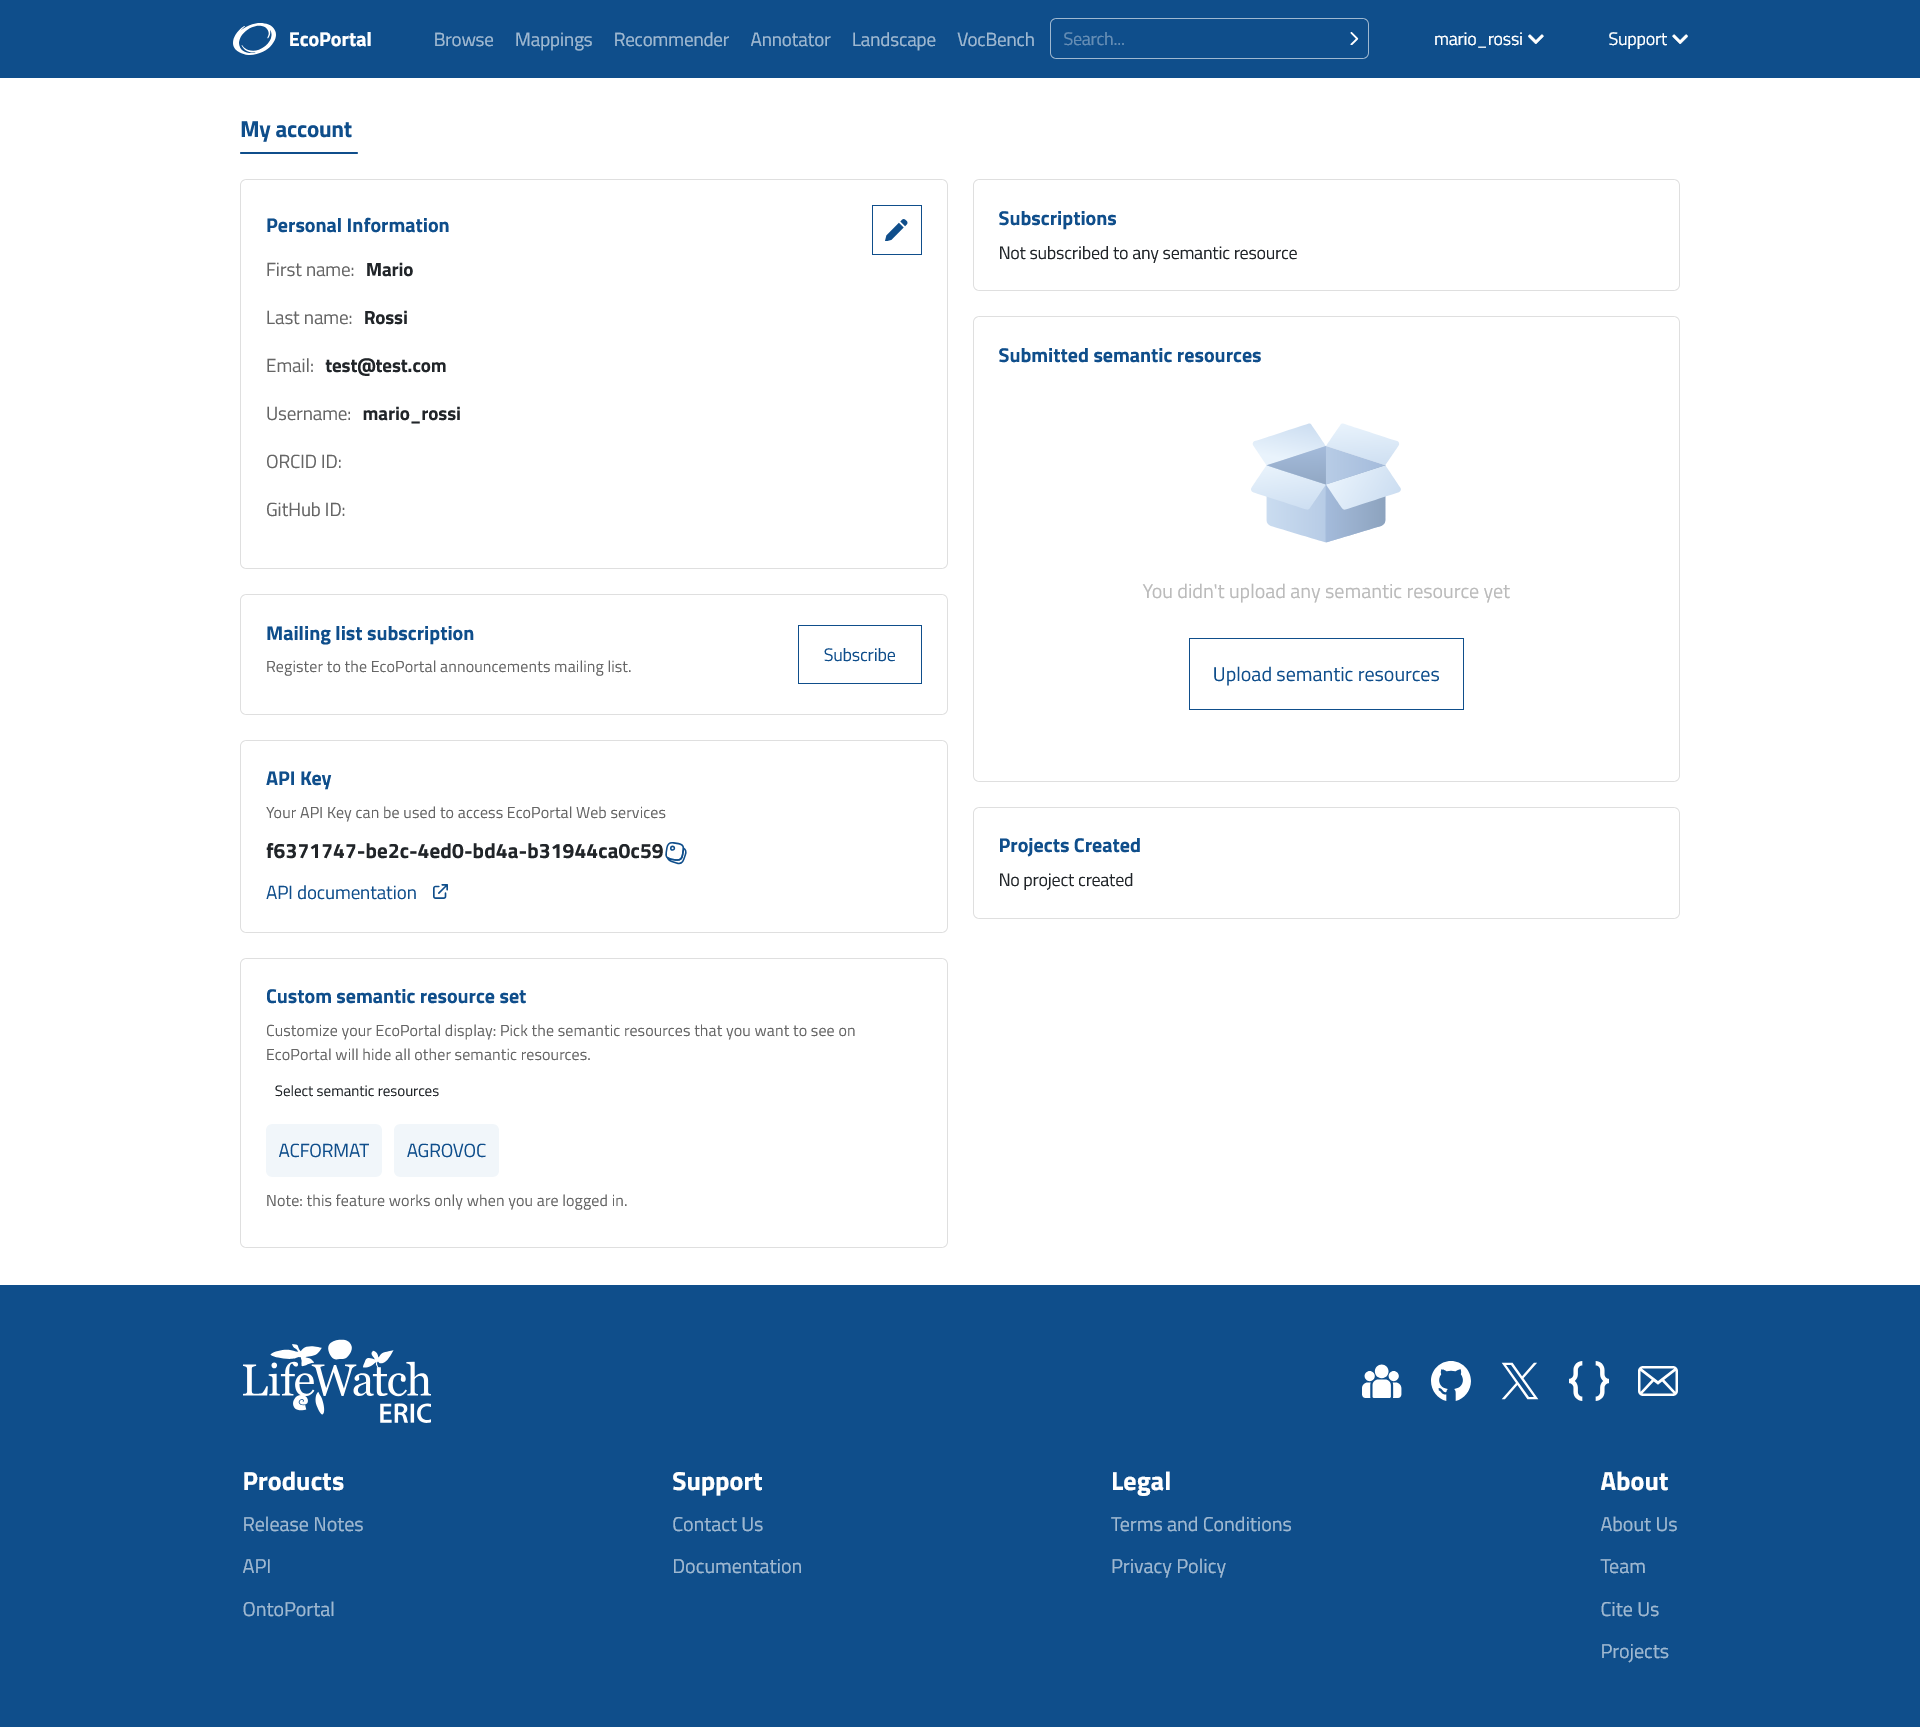 EcoPortal
Browse
Mappings
Recommender
Annotator
Landscape
VocBench
Search...
mario_rossi
Support
My account
Personal Information
First name: Mario
Last name: Rossi
Email: test@test.com
Username: mario_rossi
ORCID ID:
GitHub ID:
Mailing list subscription
Register to the EcoPortal announcements mailing list.
Subscribe
API Key
Your API Key can be used to access EcoPortal Web services
f6371747-be2c-4ed0-bd4a-b31944ca0c59
API documentation
Custom semantic resource set
Customize your EcoPortal display: Pick the semantic resources that you want to see on
EcoPortal will hide all other semantic resources.
Select semantic resources
ACFORMAT
AGROVOC
Note: this feature works only when you are logged in.
Subscriptions
Not subscribed to any semantic resource
Submitted semantic resources
You didn't upload any semantic resource yet
Upload semantic resources
Projects Created
No project created
LifeWatch
ERIC
Products
Release Notes
API
OntoPortal
Support
Contact Us
Documentation
Legal
Terms and Conditions
Privacy Policy
About
About Us
Team
Cite Us
Projects